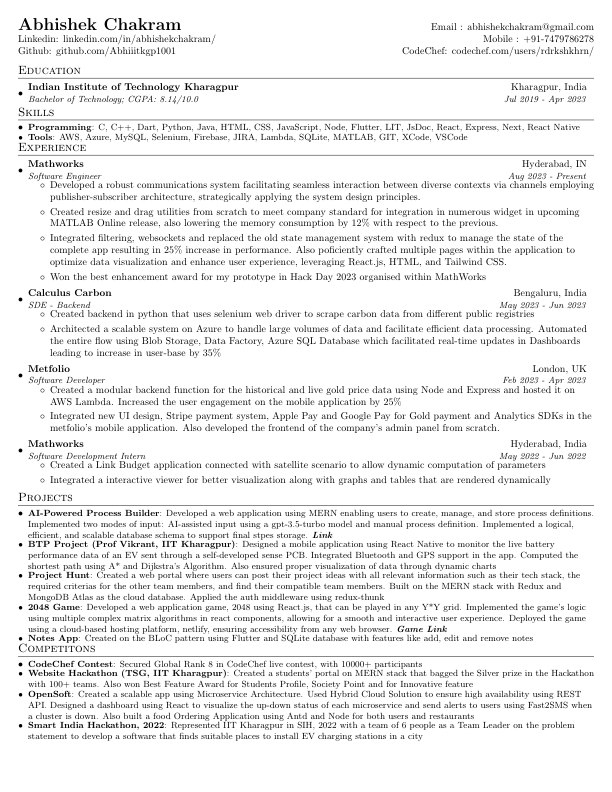 Abhishek Chakram
Linkedin: linkedin.com/in/abhishekchakram/
Github: github.com/Abhiiitkgp1001
Email : abhishekchakram@gmail.com
Mobile : +91-7479786278
CodeChef: codechef.com/users/rdrkshkhrn/
Education
• Indian Institute of Technology Kharagpur Kharagpur, India
Bachelor of Technology; CGPA: 8.14/10.0 Jul 2019 - Apr 2023
Skills
• Programming: C, C++, Dart, Python, Java, HTML, CSS, JavaScript, Node, Flutter, LIT, JsDoc, React, Express, Next, React Native
• Tools: AWS, Azure, MySQL, Selenium, Firebase, JIRA, Lambda, SQLite, MATLAB, GIT, XCode, VSCode
Experience
• Mathworks Hyderabad, IN
Software Engineer Aug 2023 - Present
◦ Developed a robust communications system facilitating seamless interaction between diverse contexts via channels employing
publisher-subscriber architecture, strategically applying the system design principles.
◦ Created resize and drag utilities from scratch to meet company standard for integration in numerous widget in upcoming
MATLAB Online release, also lowering the memory consumption by 12% with respect to the previous.
◦ Integrated filtering, websockets and replaced the old state management system with redux to manage the state of the
complete app resulting in 25% increase in performance. Also poficiently crafted multiple pages within the application to
optimize data visualization and enhance user experience, leveraging React.js, HTML, and Tailwind CSS.
◦ Won the best enhancement award for my prototype in Hack Day 2023 organised within MathWorks
• Calculus Carbon Bengaluru, India
SDE - Backend May 2023 - Jun 2023
◦ Created backend in python that uses selenium web driver to scrape carbon data from different public registries
◦ Architected a scalable system on Azure to handle large volumes of data and facilitate efficient data processing. Automated
the entire flow using Blob Storage, Data Factory, Azure SQL Database which facilitated real-time updates in Dashboards
leading to increase in user-base by 35%
• Metfolio London, UK
Software Developer Feb 2023 - Apr 2023
◦ Created a modular backend function for the historical and live gold price data using Node and Express and hosted it on
AWS Lambda. Increased the user engagement on the mobile application by 25%
◦ Integrated new UI design, Stripe payment system, Apple Pay and Google Pay for Gold payment and Analytics SDKs in the
metfolio's mobile application. Also developed the frontend of the company's admin panel from scratch.
• Mathworks Hyderabad, India
Software Development Intern May 2022 - Jun 2022
◦ Created a Link Budget application connected with satellite scenario to allow dynamic computation of parameters
◦ Integrated a interactive viewer for better visualization along with graphs and tables that are rendered dynamically
Projects
• AI-Powered Process Builder: Developed a web application using MERN enabling users to create, manage, and store process definitions.
Implemented two modes of input: AI-assisted input using a gpt-3.5-turbo model and manual process definition. Implemented a logical,
efficient, and scalable database schema to support final stpes storage. Link
• BTP Project (Prof Vikrant, IIT Kharagpur): Designed a mobile application using React Native to monitor the live battery
performance data of an EV sent through a self-developed sense PCB. Integrated Bluetooth and GPS support in the app. Computed the
shortest path using A* and Dijkstra's Algorithm. Also ensured proper visualization of data through dynamic charts
• Project Hunt: Created a web portal where users can post their project ideas with all relevant information such as their tech stack, the
required criterias for the other team members, and find their compatible team members. Built on the MERN stack with Redux and
MongoDB Atlas as the cloud database. Applied the auth middleware using redux-thunk
• 2048 Game: Developed a web application game, 2048 using React.js, that can be played in any Y*Y grid. Implemented the game's logic
using multiple complex matrix algorithms in react components, allowing for a smooth and interactive user experience. Deployed the game
using a cloud-based hosting platform, netlify, ensuring accessibility from any web browser. Game Link
• Notes App: Created on the BLoC pattern using Flutter and SQLite database with features like add, edit and remove notes
Competitons
• CodeChef Contest: Secured Global Rank 8 in CodeChef live contest, with 10000+ participants
• Website Hackathon (TSG, IIT Kharagpur): Created a students' portal on MERN stack that bagged the Silver prize in the Hackathon
with 100+ teams. Also won Best Feature Award for Students Profile, Society Point and for Innovative feature
• OpenSoft: Created a scalable app using Microservice Architecture. Used Hybrid Cloud Solution to ensure high availability using REST
API. Designed a dashboard using React to visualize the up-down status of each microservice and send alerts to users using Fast2SMS when
a cluster is down. Also built a food Ordering Application using Antd and Node for both users and restaurants
• Smart India Hackathon, 2022: Represented IIT Kharagpur in SIH, 2022 with a team of 6 people as a Team Leader on the problem
statement to develop a software that finds suitable places to install EV charging stations in a city